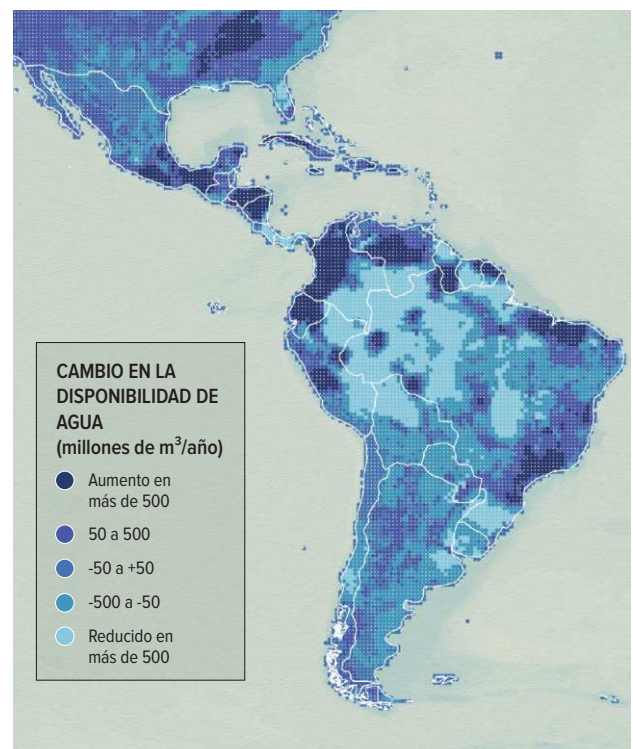 CAMBIO EN LA
DISPONIBILIDAD DE
AGUA
(millones de m³/año)
Aumento en
más de 500
50 a 500
-50 a +50
-500 a -50
Reducido en
más de 500